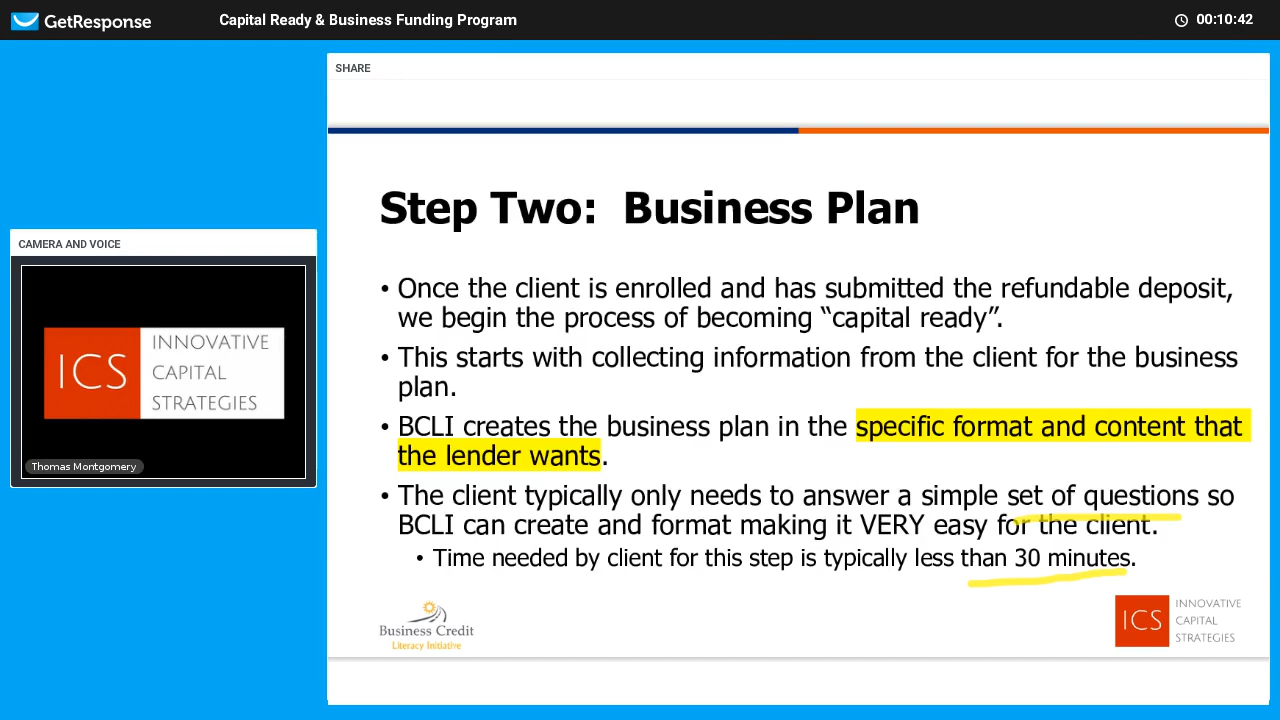 GetResponse
Capital Ready & Business Funding Program
00:10:42
SHARE
CAMERA AND VOICE
ICS
INNOVATIVE
CAPITAL
STRATEGIES
Thomas Montgomery
Step Two: Business Plan
• Once the client is enrolled and has submitted the refundable deposit,
we begin the process of becoming “capital ready”.
• This starts with collecting information from the client for the business
plan.
• BCLI creates the business plan in the specific format and content that
the lender wants.
• The client typically only needs to answer a simple set of questions so
BCLI can create and format making it VERY easy for the client.
• Time needed by client for this step is typically less than 30 minutes.
Business Credit
Literacy Initiative
ICS
INNOVATIVE
CAPITAL
STRATEGIES